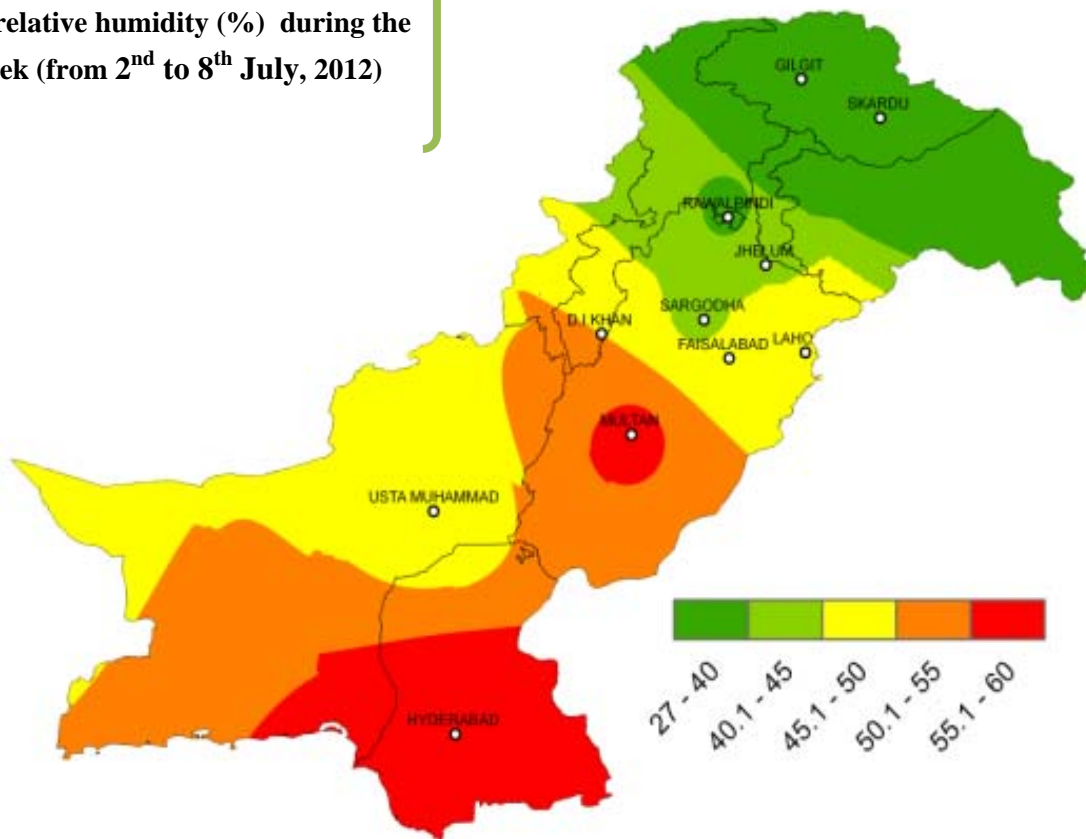 relative humidity (%) during the
ek (from 2nd to 8th July, 2012)
GILGIT
SKARDU
RAWALPINDI
JHELUM
SARGODHA
D.I KHAN
FAISALABAD
LAHO
MULTAN
USTA MUHAMMAD
HYDERABAD
27 - 40
40.1 - 45
45.1 - 50
50.1 - 55
55.1 - 60